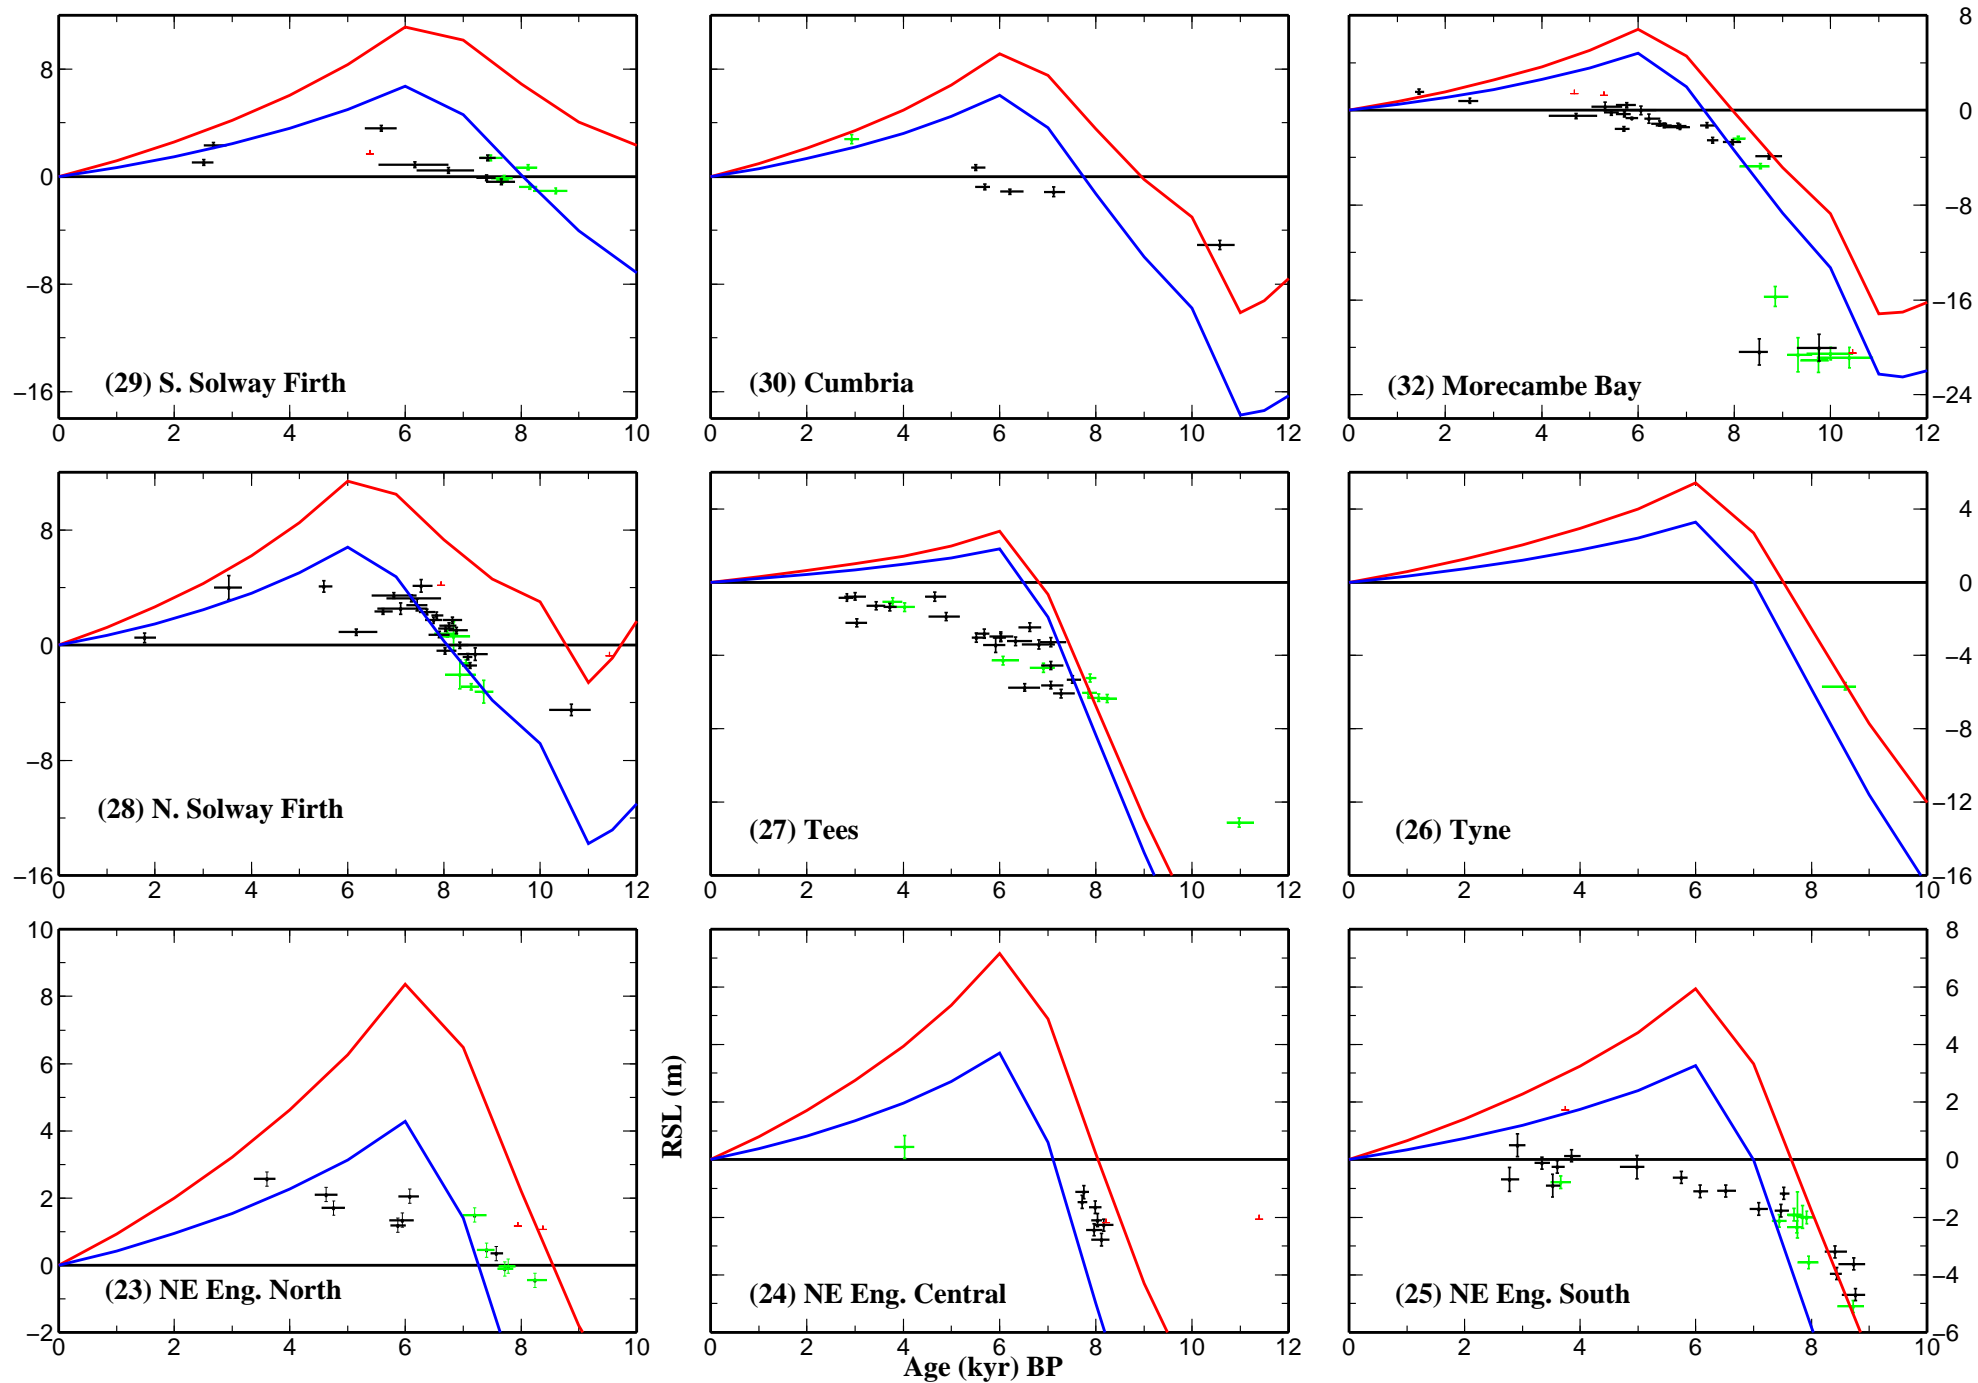 8
8
0
0
−8
−8
−16
−16
−24
(29) S. Solway Firth
(30) Cumbria
(32) Morecambe Bay
0 2 4 6 8 10
0 2 4 6 8 10 12
0 2 4 6 8 10 12
8
4
0
0
−4
−8
−8
−12
−16
−16
(28) N. Solway Firth
(27) Tees
(26) Tyne
0 2 4 6 8 10 12
0 2 4 6 8 10 12
0 2 4 6 8 10
10
8
8
6
6
4
4
2
2
0
0
−2
−2
−4
−6
RSL (m)
(23) NE Eng. North
(24) NE Eng. Central
(25) NE Eng. South
0 2 4 6 8 10
0 2 4 6 8 10 12
0 2 4 6 8 10
Age (kyr) BP